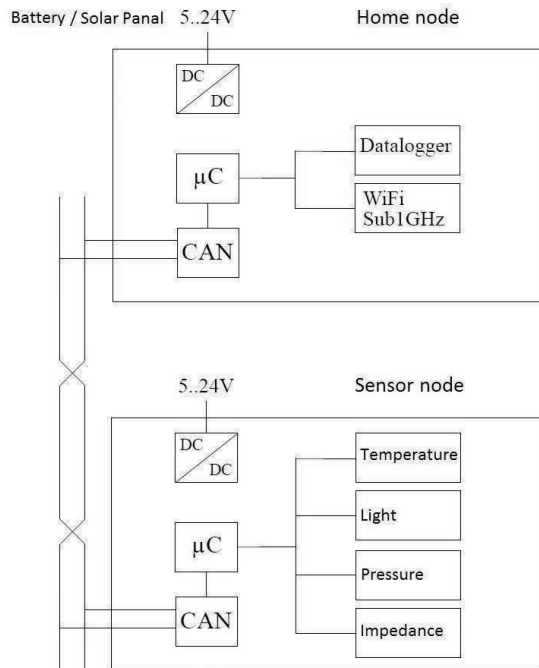 Battery / Solar Panal 5..24V Home node
DC
DC
µC
Datalogger
WiFi
Sub1GHz
CAN
5..24V Sensor node
DC
DC
Temperature
Light
µC
Pressure
CAN
Impedance